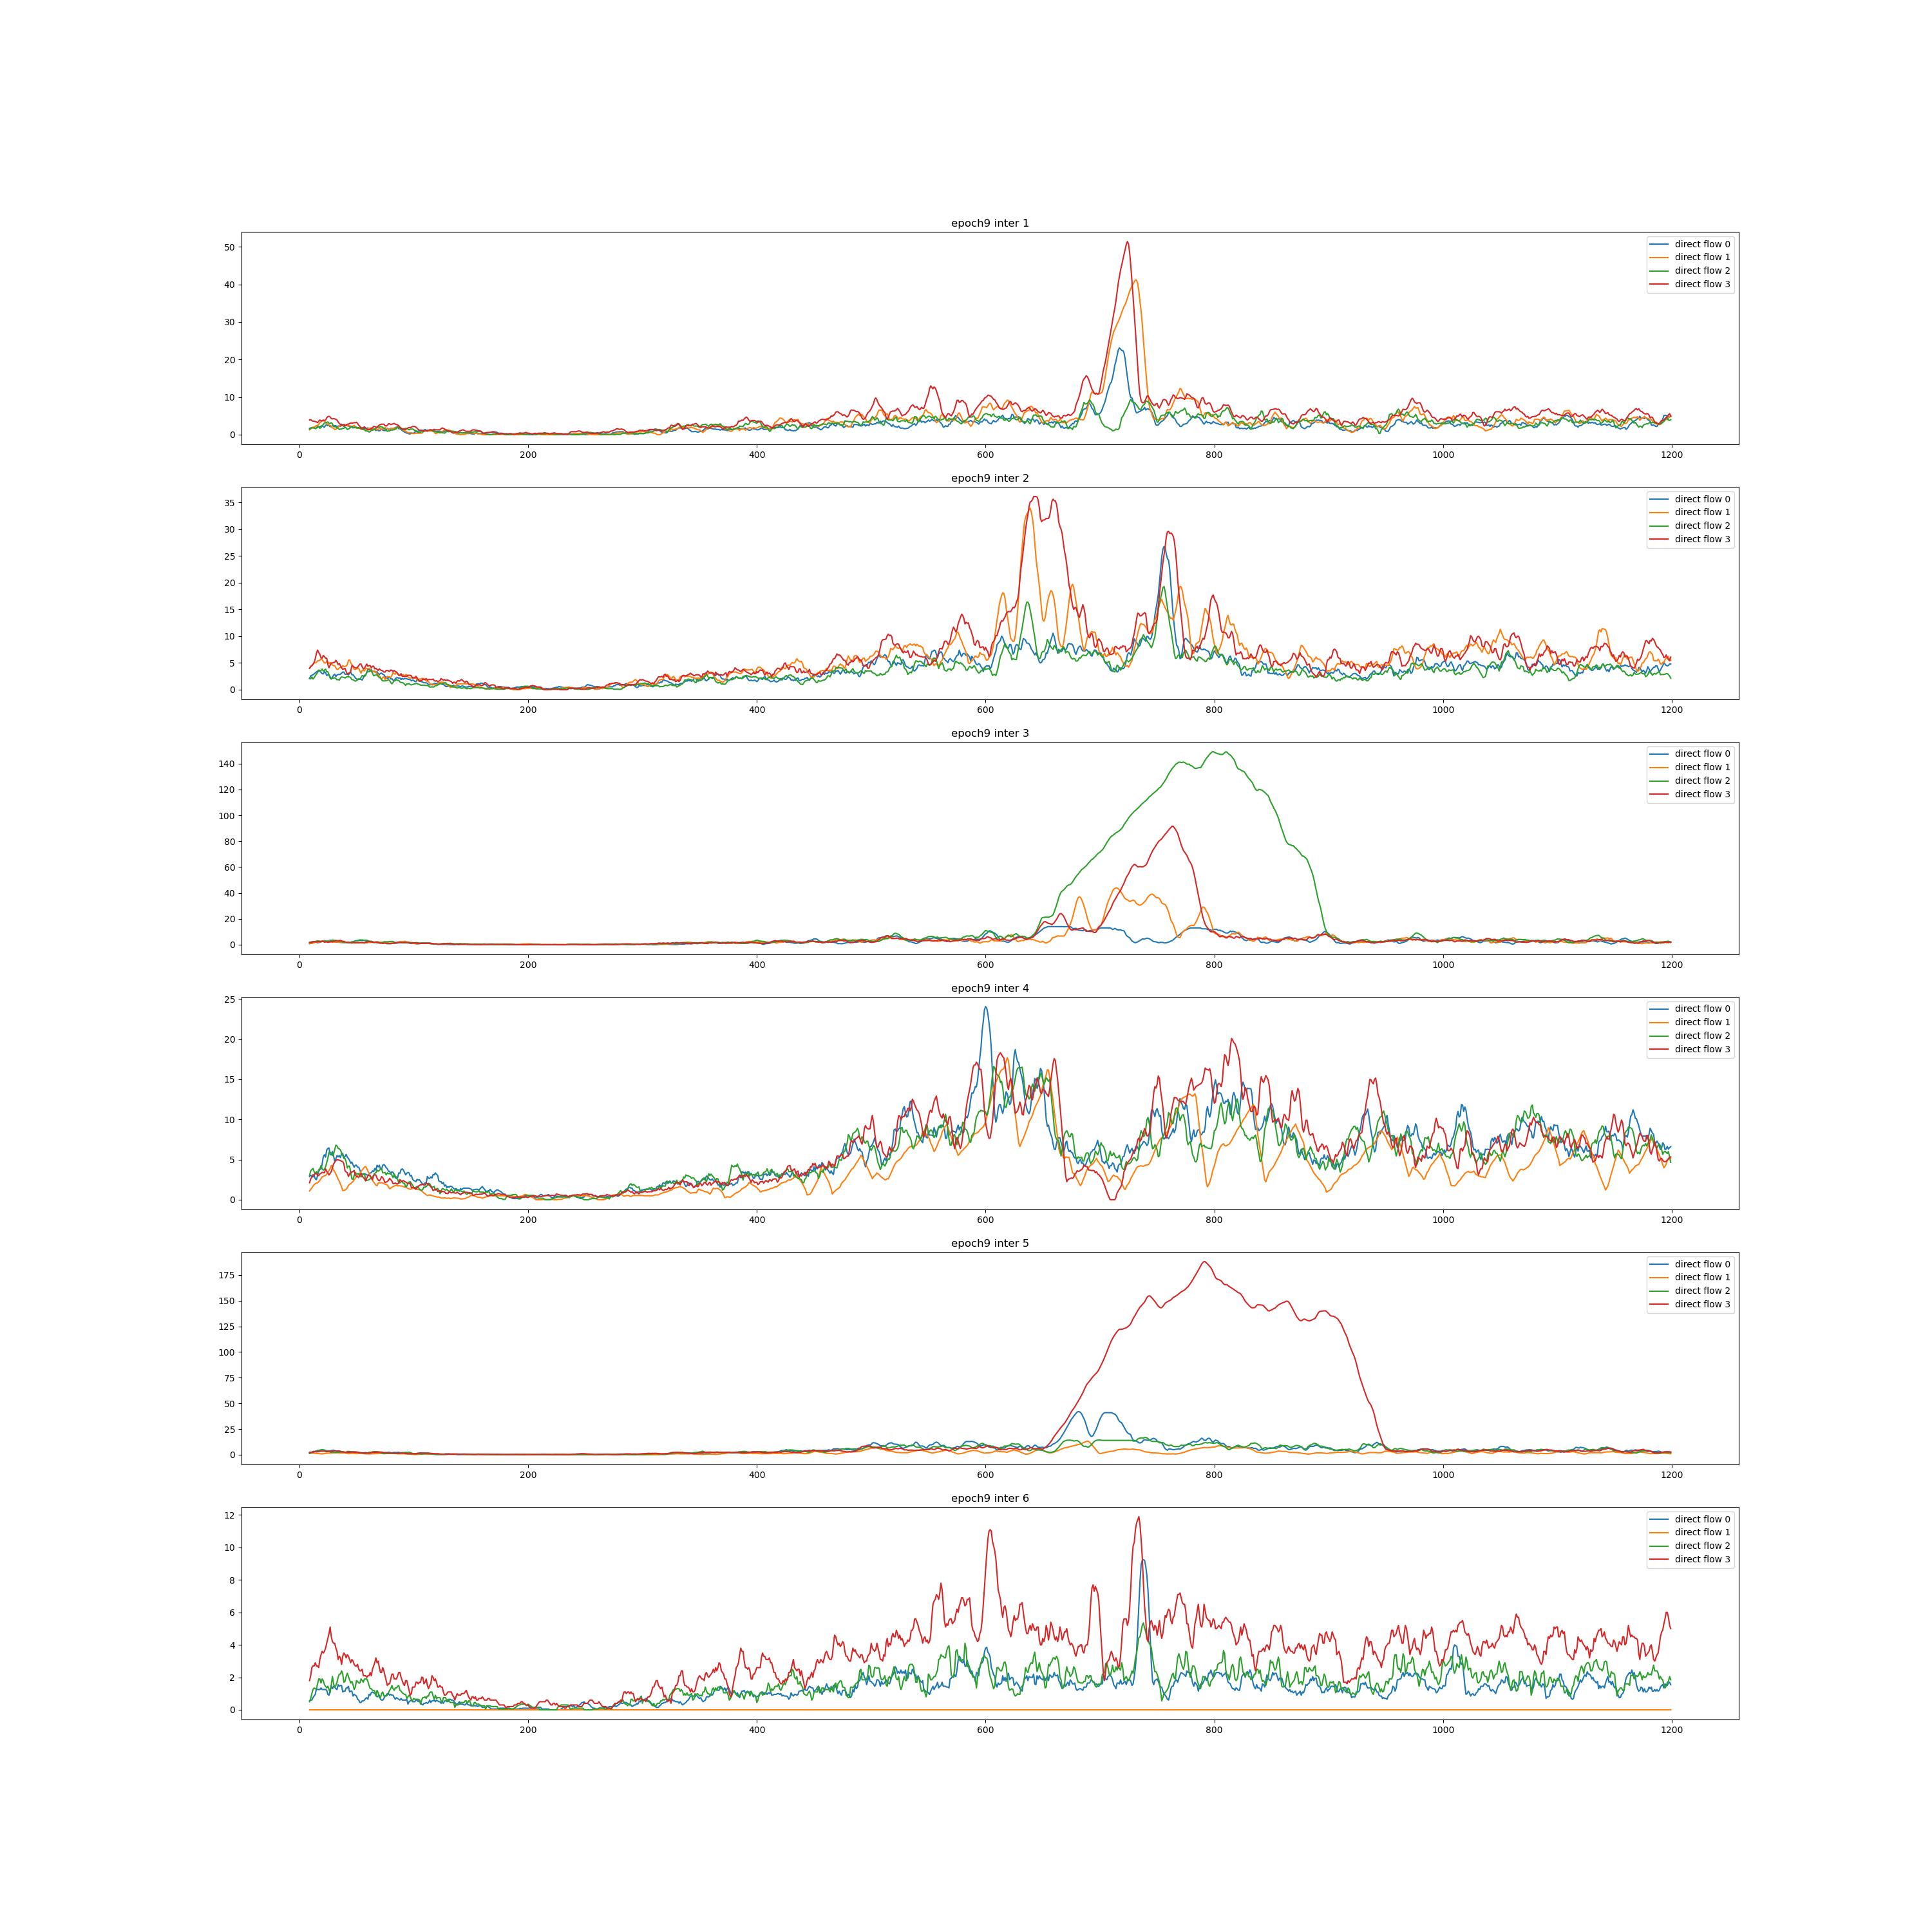 epoch9 inter 1
50
40
30
20
10
0
direct flow 0
direct flow 1
direct flow 2
direct flow 3
0 200 400 600 800 1000 1200
epoch9 inter 2
35
30
25
20
15
10
5
0
direct flow 0
direct flow 1
direct flow 2
direct flow 3
0 200 400 600 800 1000 1200
epoch9 inter 3
140
120
100
80
60
40
20
0
direct flow 0
direct flow 1
direct flow 2
direct flow 3
0 200 400 600 800 1000 1200
epoch9 inter 4
25
20
15
10
5
0
direct flow 0
direct flow 1
direct flow 2
direct flow 3
0 200 400 600 800 1000 1200
epoch9 inter 5
175
150
125
100
75
50
25
0
direct flow 0
direct flow 1
direct flow 2
direct flow 3
0 200 400 600 800 1000 1200
epoch9 inter 6
12
10
8
6
4
2
0
direct flow 0
direct flow 1
direct flow 2
direct flow 3
0 200 400 600 800 1000 1200